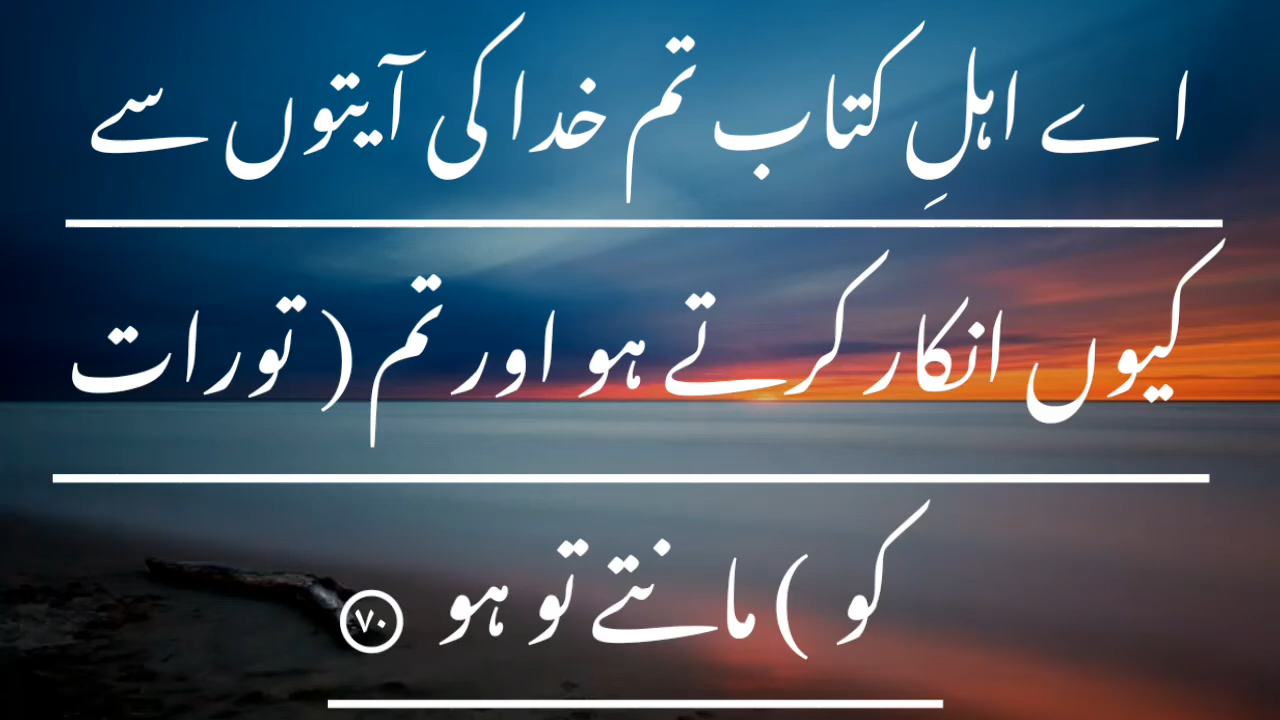 اے اہلِ کتاب تم خدا کی آیتوں سے
کیوں انکار کرتے ہو اور تم ( تورات
کو ) مانتے تو ہو ۷۰